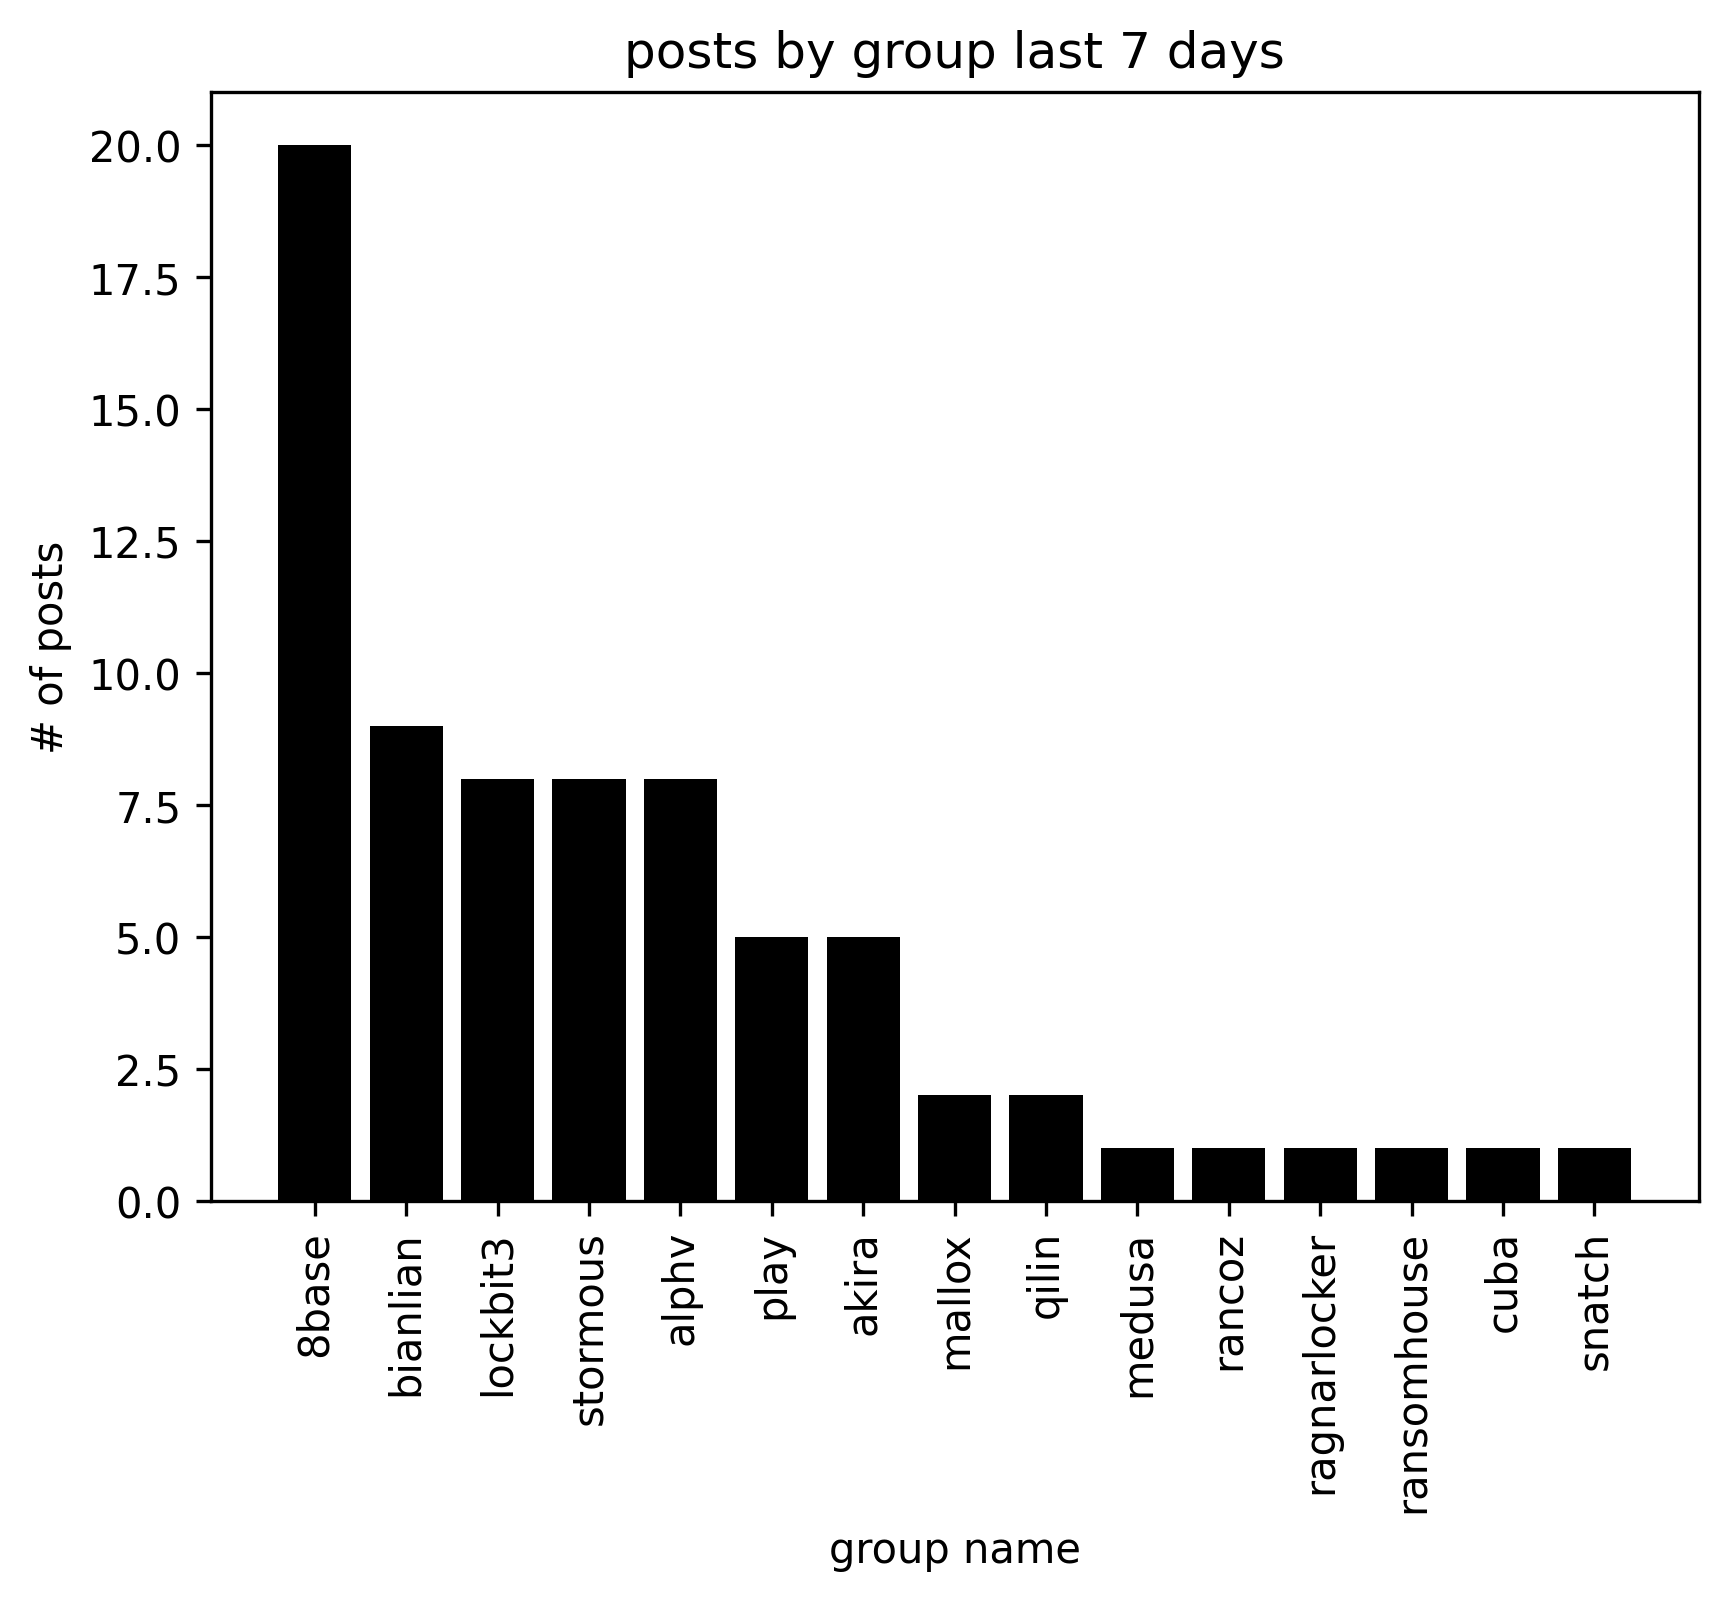 posts by group last 7 days
20.0
17.5
15.0
12.5
10.0
7.5
5.0
2.5
0.0
# of posts
8base
bianlian
lockbit3
stormous
alphv
play
akira
mallox
qilin
medusa
rancoz
ragnarlocker
ransomhouse
cuba
snatch
group name